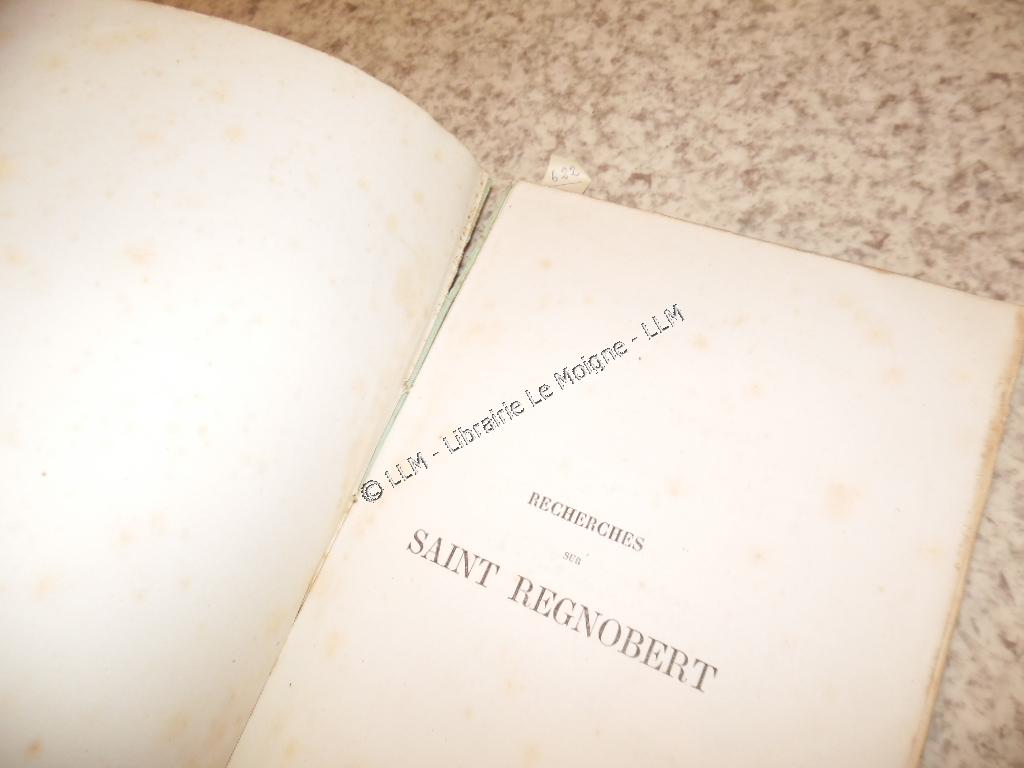 622
© LLM - Librairie Le Moigne - LLM
RECHERCHES
SUR
SAINT REGNOBERT